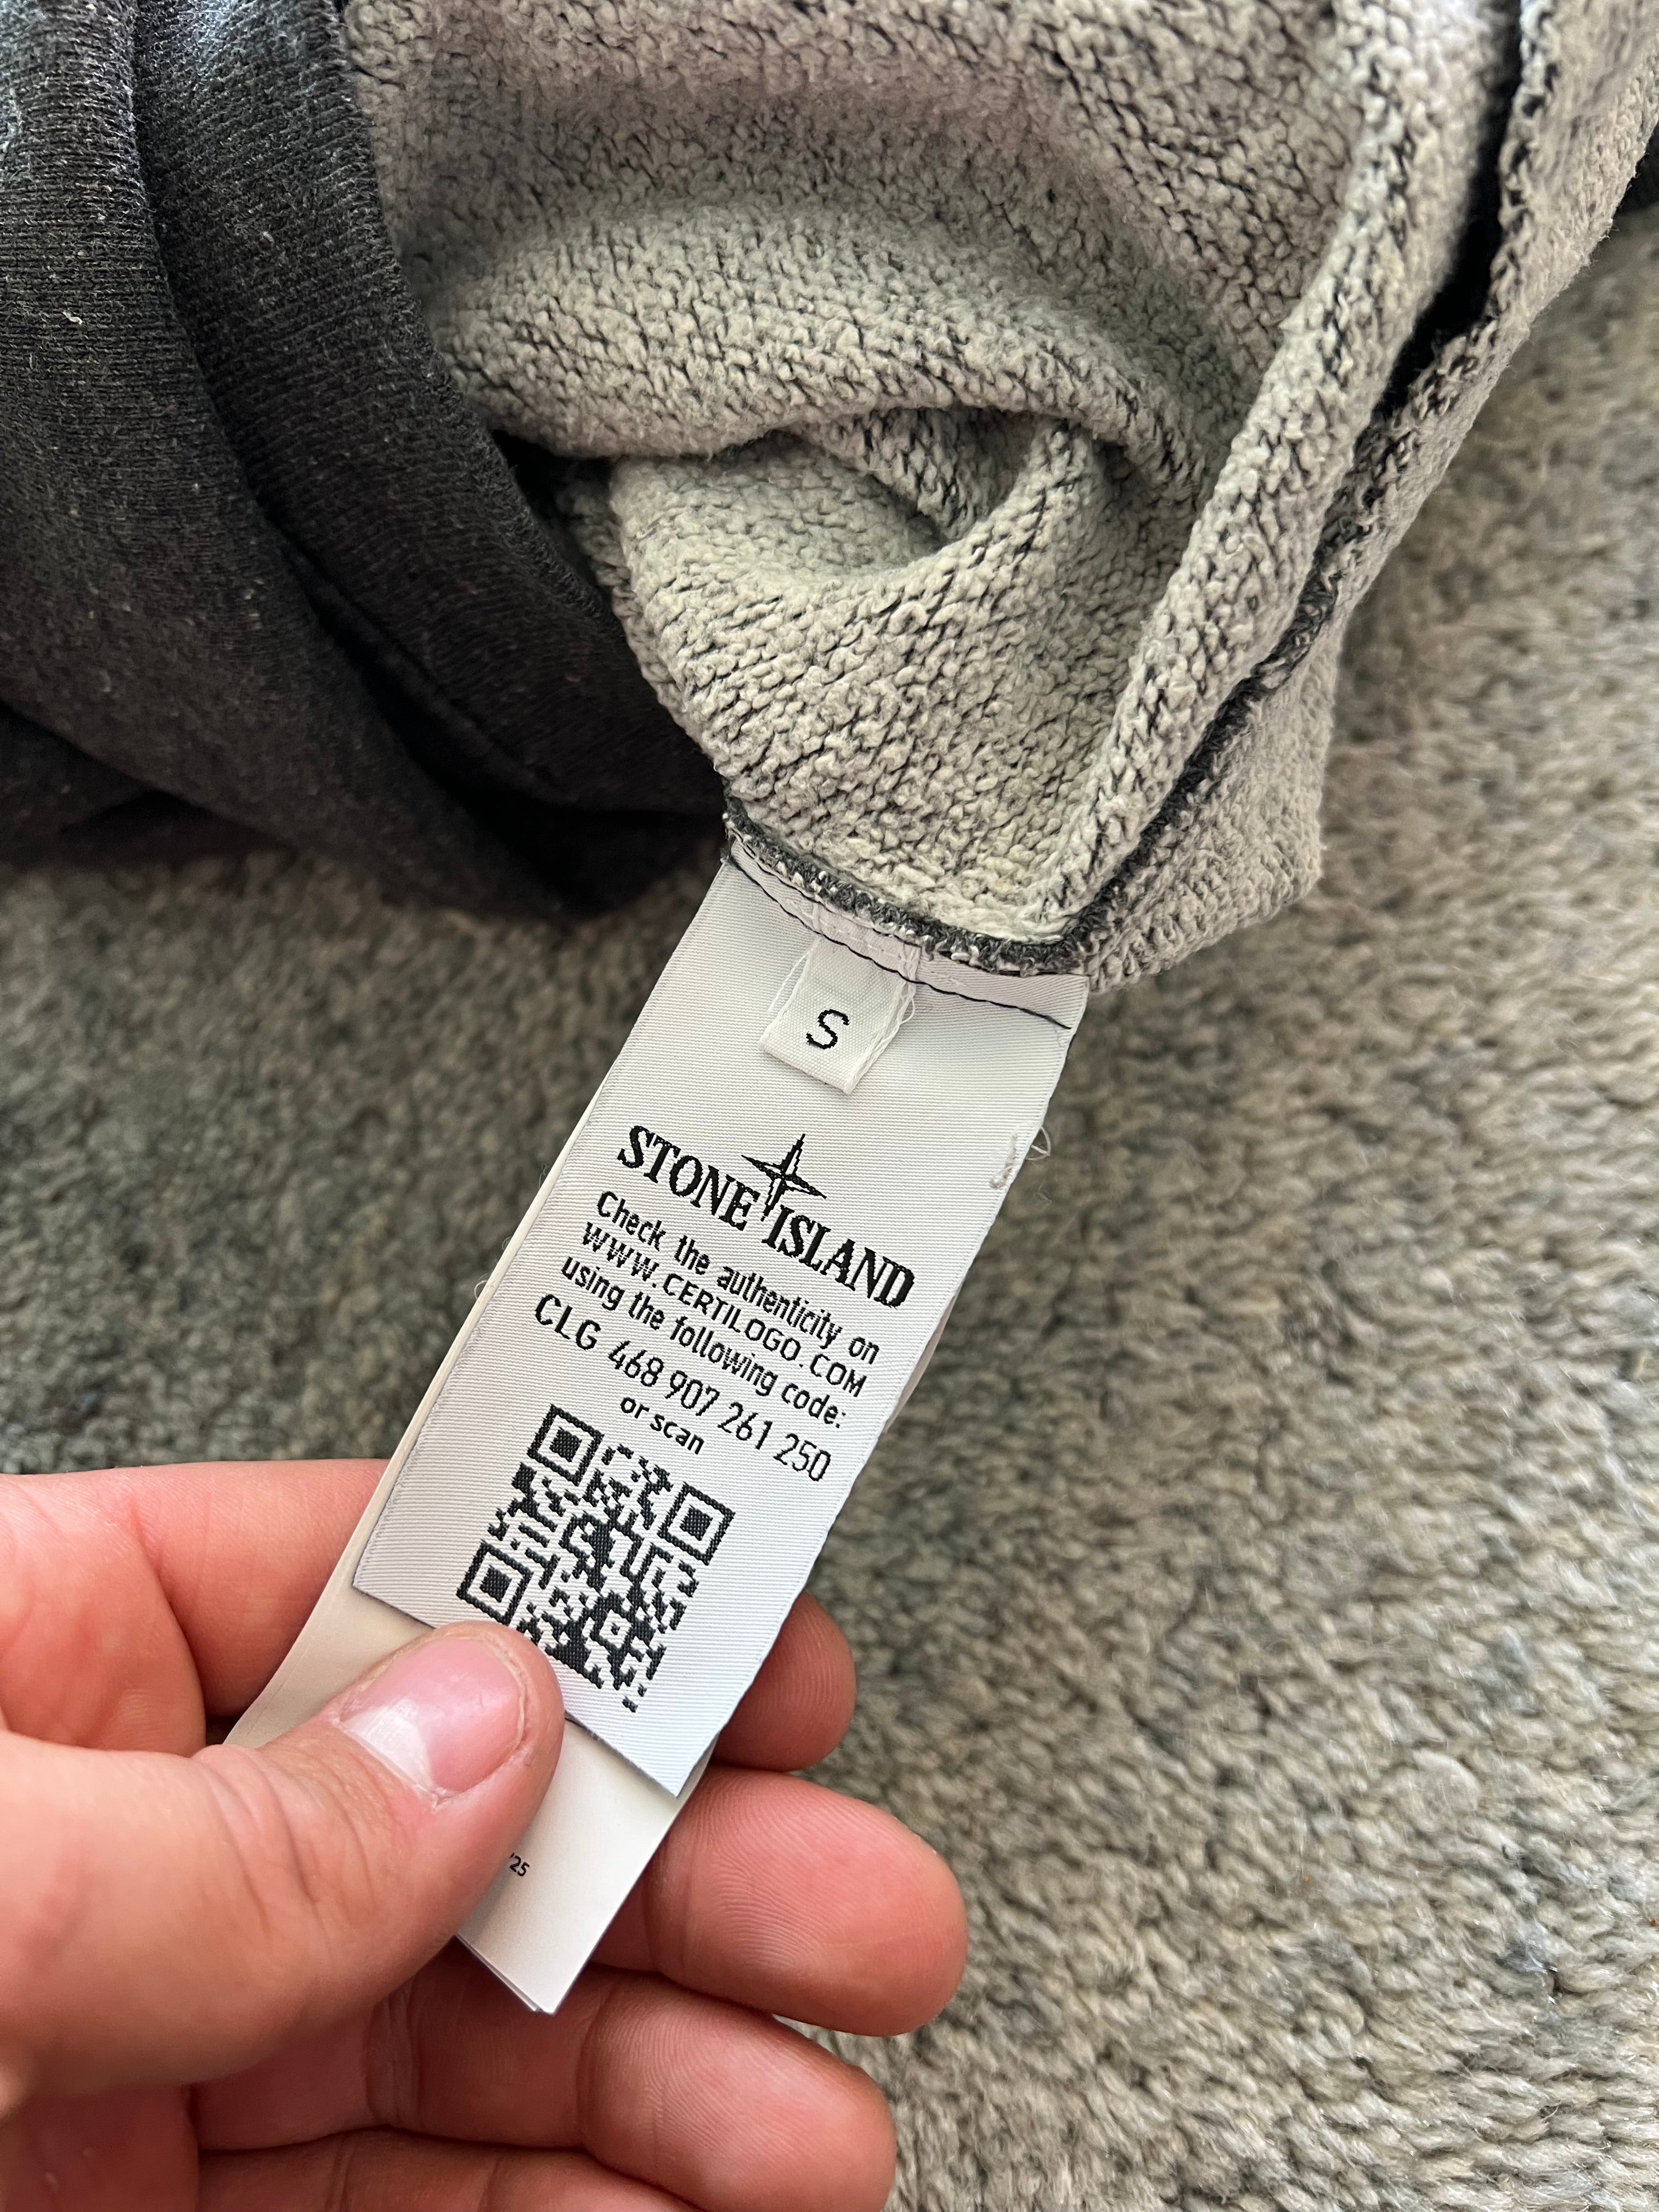 S
STONE ISLAND
Check the authenticity on
WWW.CERTILOGO.COM
using the following code:
CLG 468 907 261 250
or scan
/25